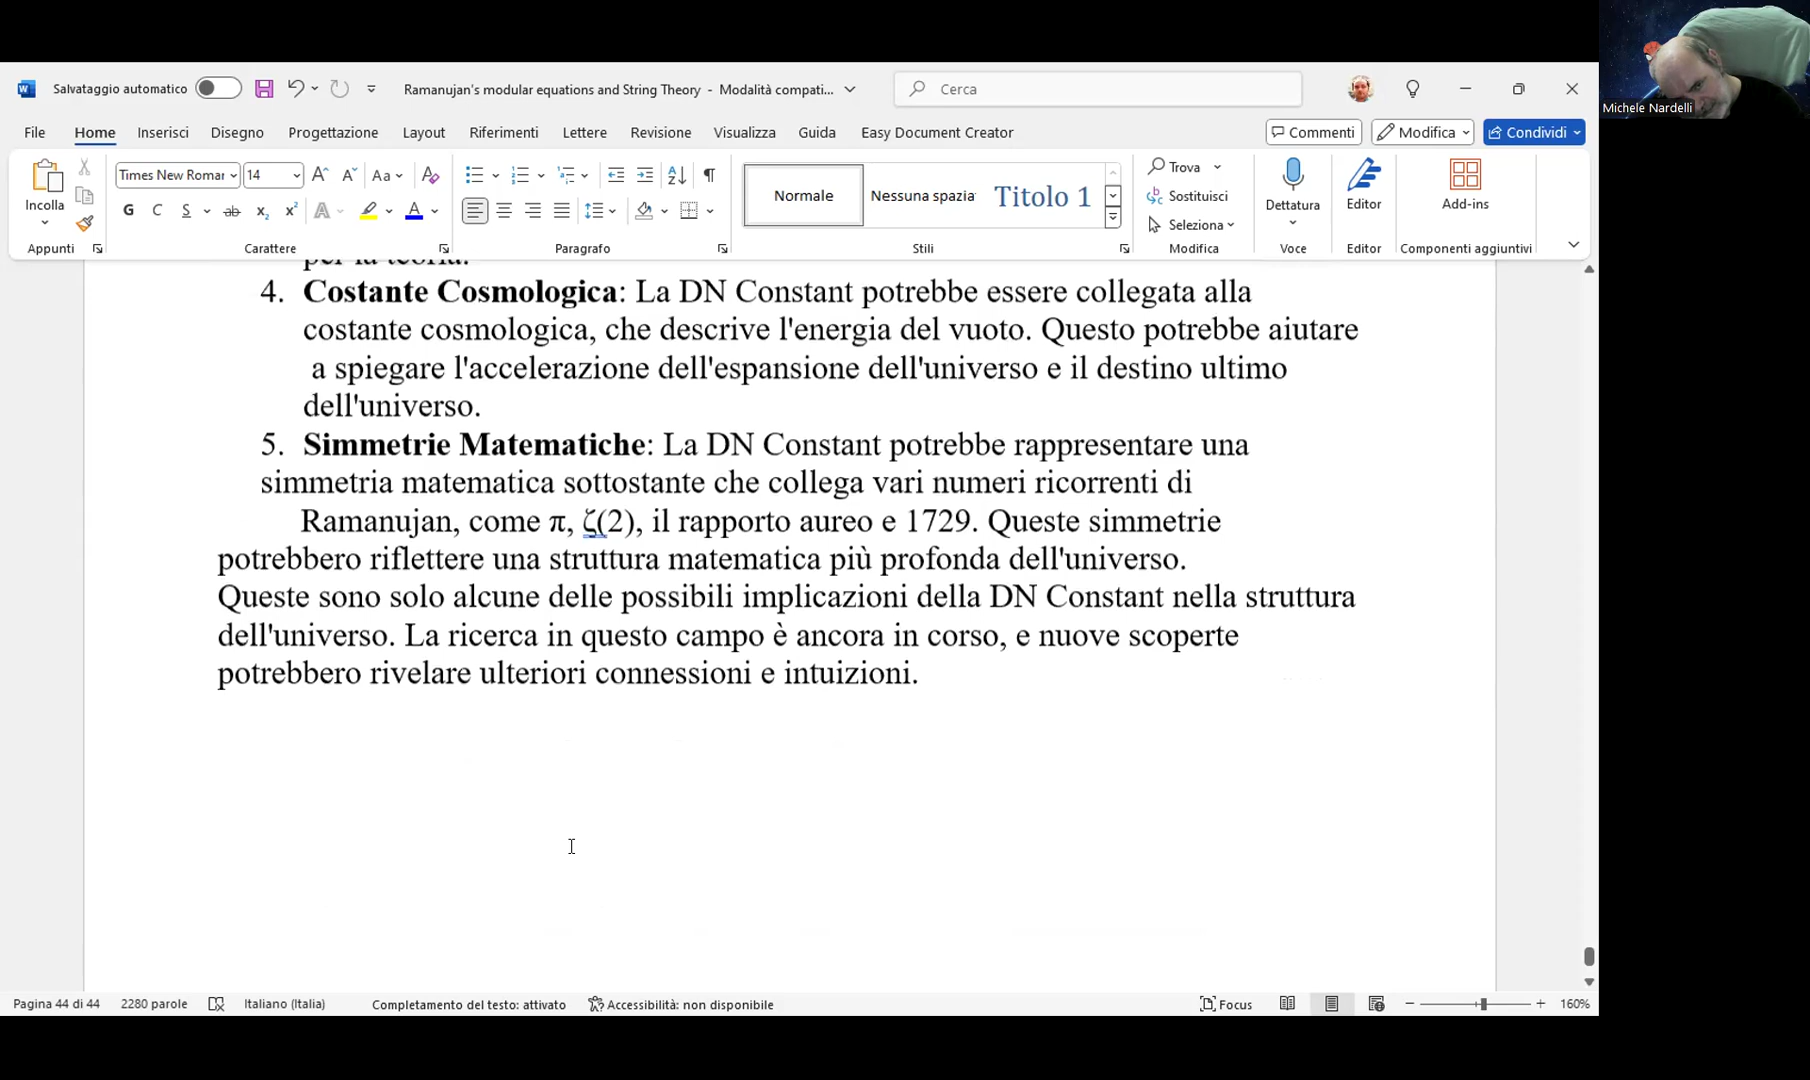 Michele Nardelli
Salvataggio automatico
Ramanujan's modular equations and String Theory - Modalità compati...
Cerca
File Home Inserisci Disegno Progettazione Layout Riferimenti Lettere Revisione Visualizza Guida Easy Document Creator
Commenti Modifica Condividi
Incolla
Times New Roman 14
Aa
G C S ab x₂ x² A A
Normale
Nessuna spazia
Titolo 1
Trova
Sostituisci
Seleziona
Dettatura
Editor
Add-ins
Appunti Carattere Paragrafo Stili Modifica Voce Editor Componenti aggiuntivi
per la teoria.
4. Costante Cosmologica: La DN Constant potrebbe essere collegata alla
costante cosmologica, che descrive l'energia del vuoto. Questo potrebbe aiutare
a spiegare l'accelerazione dell'espansione dell'universo e il destino ultimo
dell'universo.
5. Simmetrie Matematiche: La DN Constant potrebbe rappresentare una
simmetria matematica sottostante che collega vari numeri ricorrenti di
Ramanujan, come π, ζ(2), il rapporto aureo e 1729. Queste simmetrie
potrebbero riflettere una struttura matematica più profonda dell'universo.
Queste sono solo alcune delle possibili implicazioni della DN Constant nella struttura
dell'universo. La ricerca in questo campo è ancora in corso, e nuove scoperte
potrebbero rivelare ulteriori connessioni e intuizioni.
Pagina 44 di 44 2280 parole Italiano (Italia) Completamento del testo: attivato Accessibilità: non disponibile Focus 160%